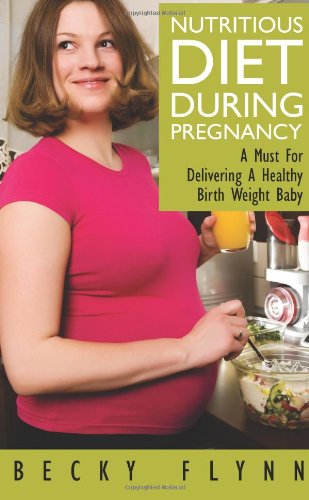 NUTRITIOUS
DIET
DURING
PREGNANCY
A Must For
Delivering A Healthy
Birth Weight Baby
BECKY FLYNN